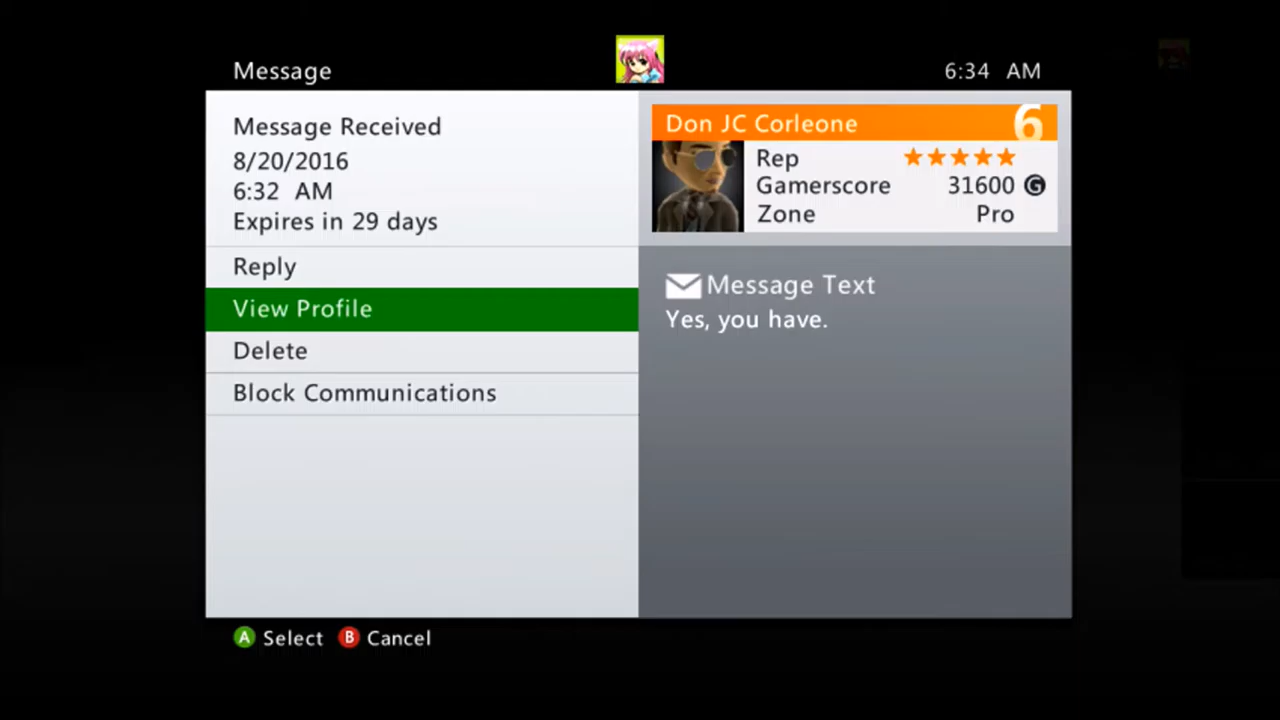 Message
6:34 AM
Message Received
8/20/2016
6:32 AM
Expires in 29 days
Reply
View Profile
Delete
Block Communications
Don JC Corleone 6
Rep
Gamerscore 31600 G
Zone Pro
Message Text
Yes, you have.
A Select B Cancel